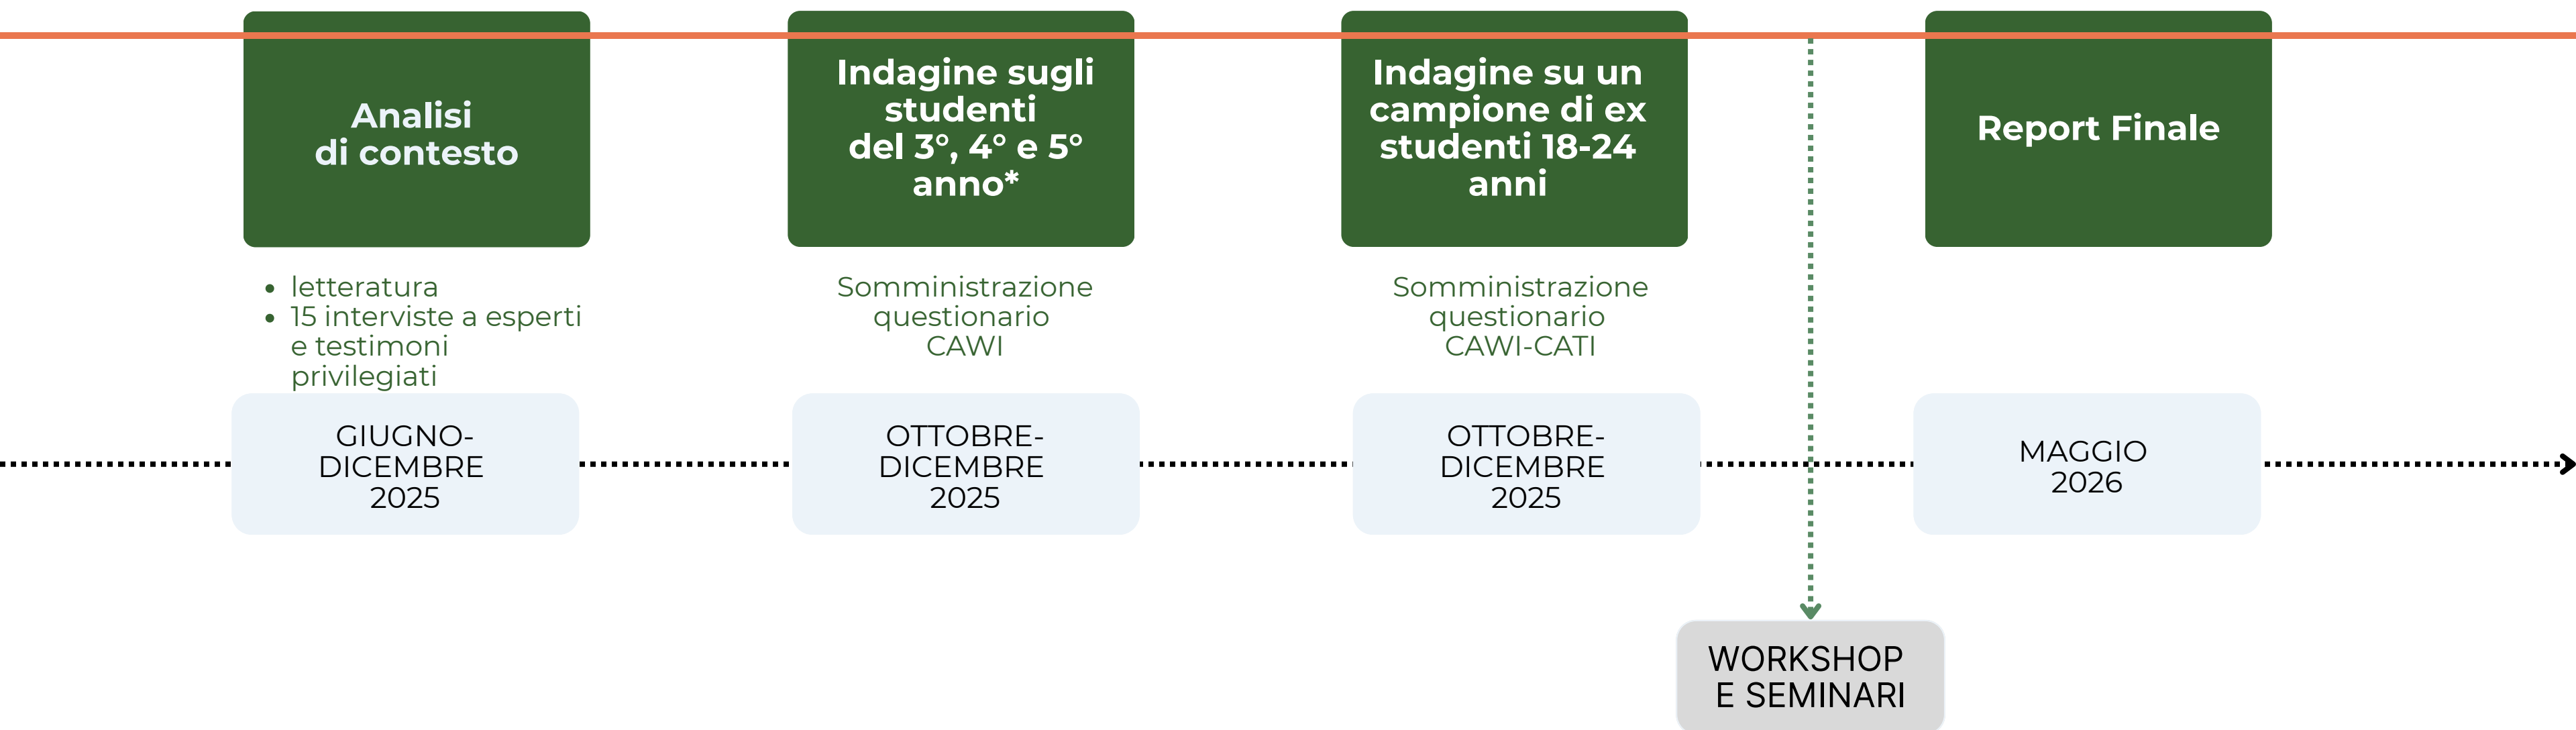 Analisi
di contesto
Indagine sugli
studenti
del 3°, 4° e 5°
anno*
Indagine su un
campione di ex
studenti 18-24
anni
Report Finale
• letteratura
• 15 interviste a esperti
e testimoni
privilegiati
Somministrazione
questionario
CAWI
Somministrazione
questionario
CAWI-CATI
GIUGNO-
DICEMBRE
2025
OTTOBRE-
DICEMBRE
2025
OTTOBRE-
DICEMBRE
2025
MAGGIO
2026
WORKSHOP
E SEMINARI